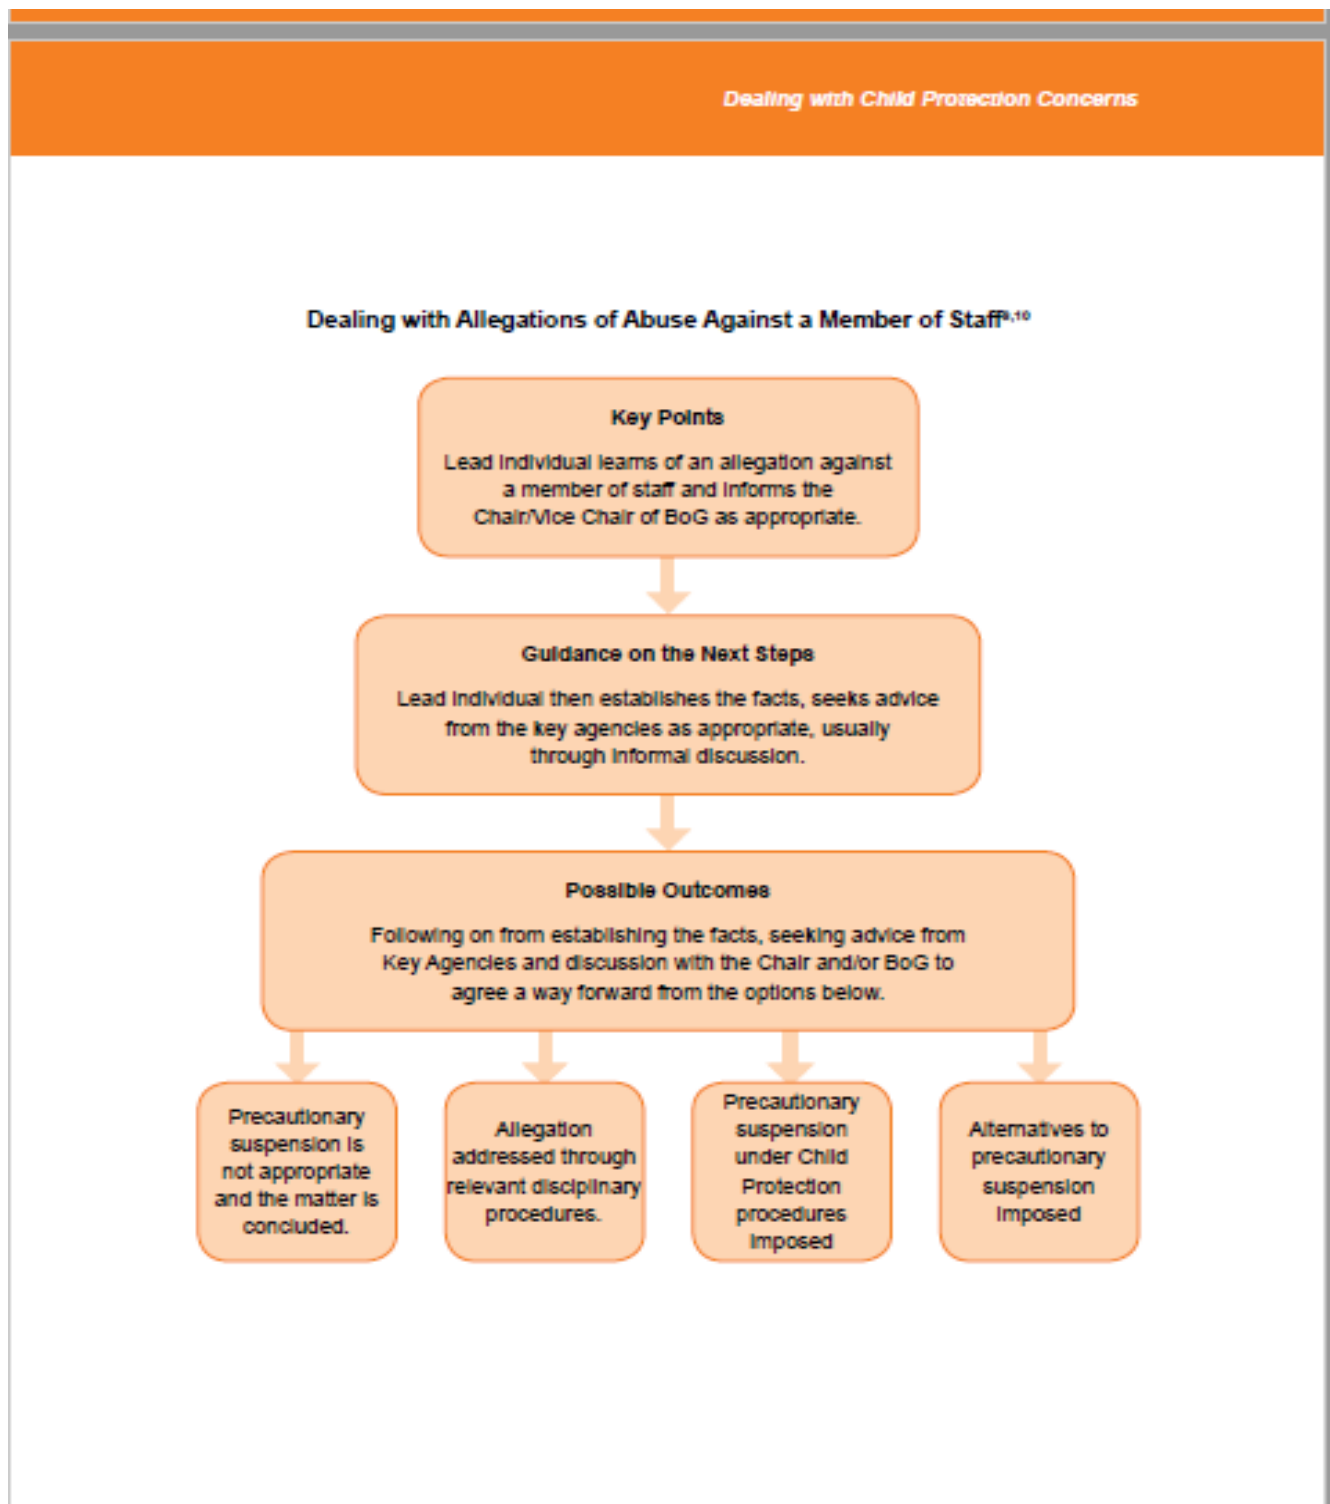 Dealing with Child Protection Concerns
Dealing with Allegations of Abuse Against a Member of Staff⁹,¹⁰
Key Points
Lead individual learns of an allegation against
a member of staff and informs the
Chair/Vice Chair of BoG as appropriate.
Guidance on the Next Steps
Lead individual then establishes the facts, seeks advice
from the key agencies as appropriate, usually
through informal discussion.
Possible Outcomes
Following on from establishing the facts, seeking advice from
Key Agencies and discussion with the Chair and/or BoG to
agree a way forward from the options below.
Precautionary
suspension is
not appropriate
and the matter is
concluded.
Allegation
addressed through
relevant disciplinary
procedures.
Precautionary
suspension
under Child
Protection
procedures
imposed
Alternatives to
precautionary
suspension
imposed